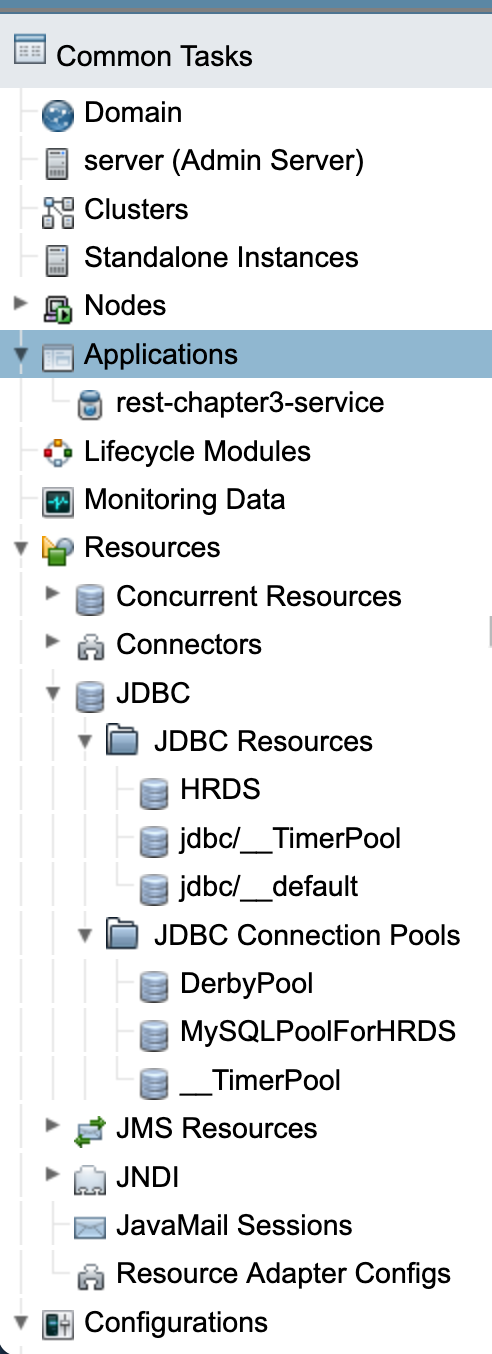 Common Tasks
Domain
server (Admin Server)
Clusters
Standalone Instances
Nodes
Applications
rest-chapter3-service
Lifecycle Modules
Monitoring Data
Resources
Concurrent Resources
Connectors
JDBC
JDBC Resources
HRDS
jdbc/__TimerPool
jdbc/__default
JDBC Connection Pools
DerbyPool
MySQLPoolForHRDS
__TimerPool
JMS Resources
JNDI
JavaMail Sessions
Resource Adapter Configs
Configurations